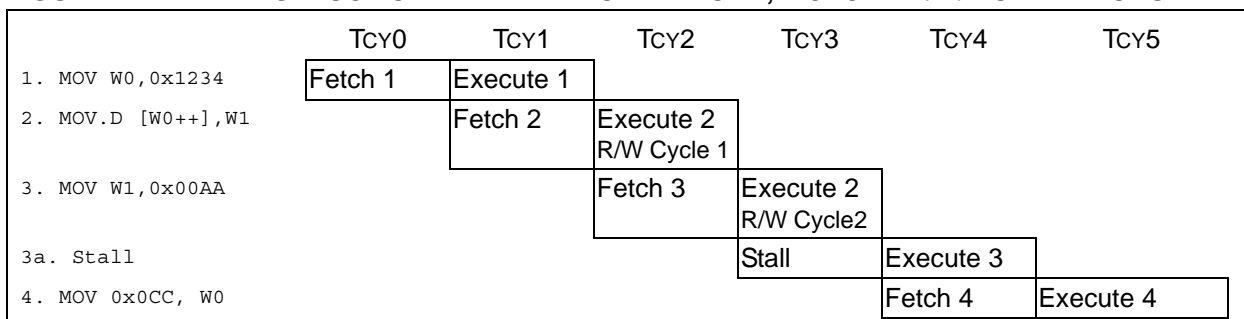 TCY0 TCY1 TCY2 TCY3 TCY4 TCY5
1. MOV W0,0x1234 Fetch 1 Execute 1
2. MOV.D [W0++],W1 Fetch 2 Execute 2
R/W Cycle 1
3. MOV W1,0x00AA Fetch 3 Execute 2
R/W Cycle2
3a. Stall Stall Execute 3
4. MOV 0x0CC, W0 Fetch 4 Execute 4